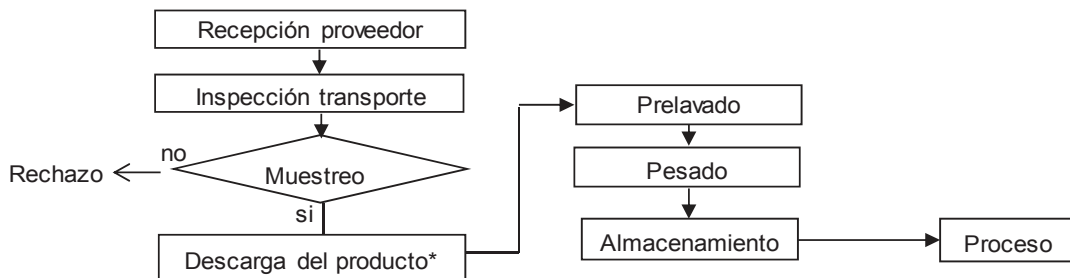 Recepción proveedor
Inspección transporte
no
Rechazo
Muestreo
si
Descarga del producto*
Prelavado
Pesado
Almacenamiento
Proceso